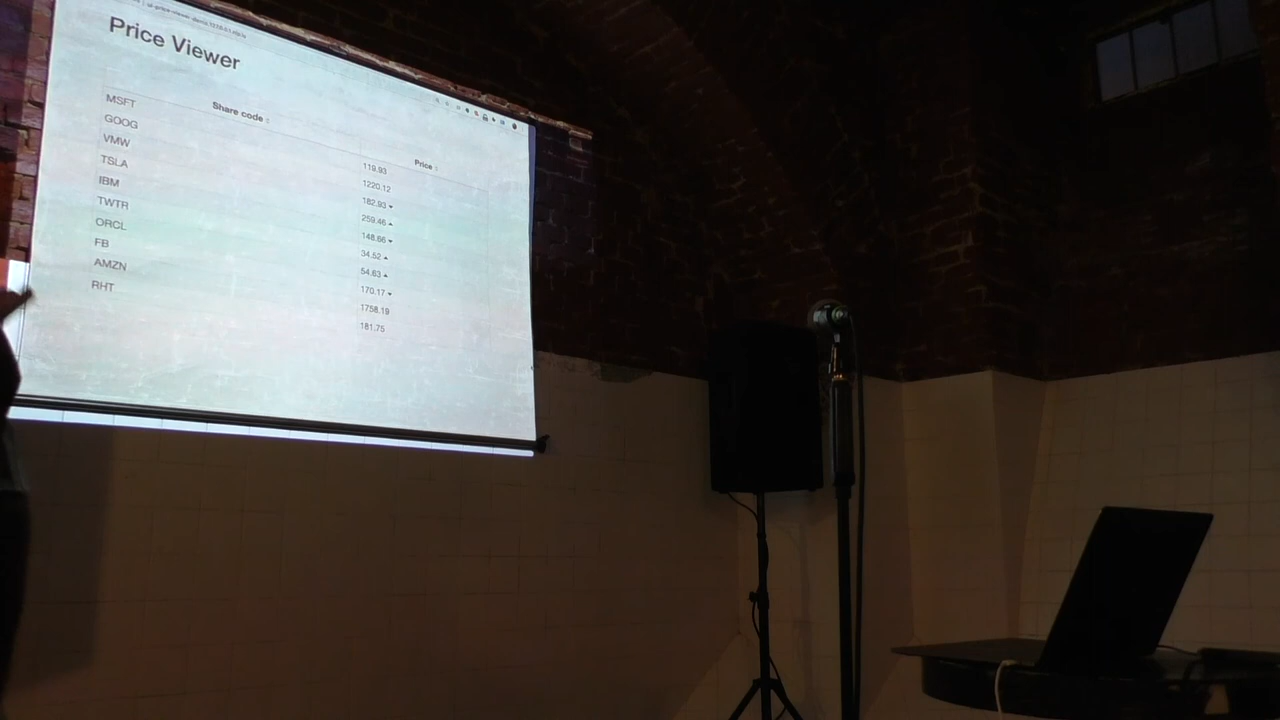 Price Viewer
Share code Price
MSFT 119.93
GOOG 1220.12
VMW 182.93
TSLA 259.46
IBM 148.66
TWTR 34.52
ORCL 54.63
FB 170.17
AMZN 1758.19
RHT 181.75